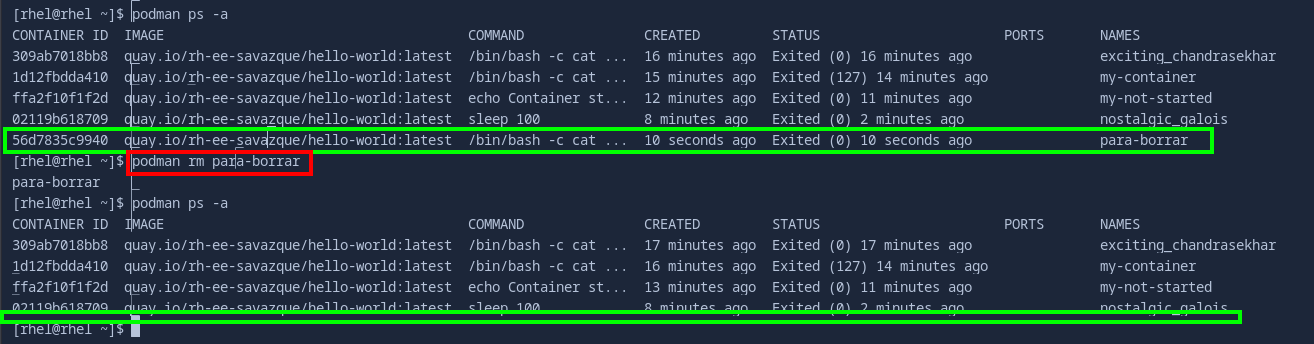 [rhel@rhel ~]$ podman ps -a
CONTAINER ID  IMAGE                                      COMMAND               CREATED         STATUS                       PORTS       NAMES
309ab7018bb8  quay.io/rh-ee-savazque/hello-world:latest  /bin/bash -c cat ...  16 minutes ago  Exited (0) 16 minutes ago                exciting_chandrasekhar
1d12fbdda410  quay.io/rh-ee-savazque/hello-world:latest  /bin/bash -c cat ...  15 minutes ago  Exited (127) 14 minutes ago              my-container
ffa2f10f1f2d  quay.io/rh-ee-savazque/hello-world:latest  echo Container st...  12 minutes ago  Exited (0) 11 minutes ago                my-not-started
02119b618709  quay.io/rh-ee-savazque/hello-world:latest  sleep 100             8 minutes ago   Exited (0) 2 minutes ago                 nostalgic_galois
56d7835c9940  quay.io/rh-ee-savazque/hello-world:latest  /bin/bash -c cat ...  10 seconds ago  Exited (0) 10 seconds ago                para-borrar
[rhel@rhel ~]$ podman rm para-borrar
para-borrar
[rhel@rhel ~]$ podman ps -a
CONTAINER ID  IMAGE                                      COMMAND               CREATED         STATUS                       PORTS       NAMES
309ab7018bb8  quay.io/rh-ee-savazque/hello-world:latest  /bin/bash -c cat ...  17 minutes ago  Exited (0) 17 minutes ago                exciting_chandrasekhar
1d12fbdda410  quay.io/rh-ee-savazque/hello-world:latest  /bin/bash -c cat ...  16 minutes ago  Exited (127) 14 minutes ago              my-container
ffa2f10f1f2d  quay.io/rh-ee-savazque/hello-world:latest  echo Container st...  13 minutes ago  Exited (0) 11 minutes ago                my-not-started
02119b618709  quay.io/rh-ee-savazque/hello-world:latest  sleep 100             8 minutes ago   Exited (0) 2 minutes ago                 nostalgic_galois
[rhel@rhel ~]$